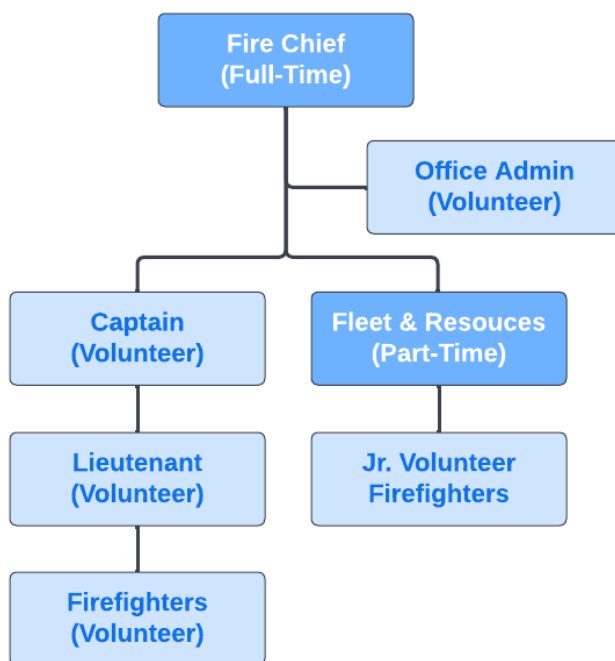 Fire Chief
(Full-Time)
Office Admin
(Volunteer)
Captain
(Volunteer)
Fleet & Resouces
(Part-Time)
Lieutenant
(Volunteer)
Jr. Volunteer
Firefighters
Firefighters
(Volunteer)